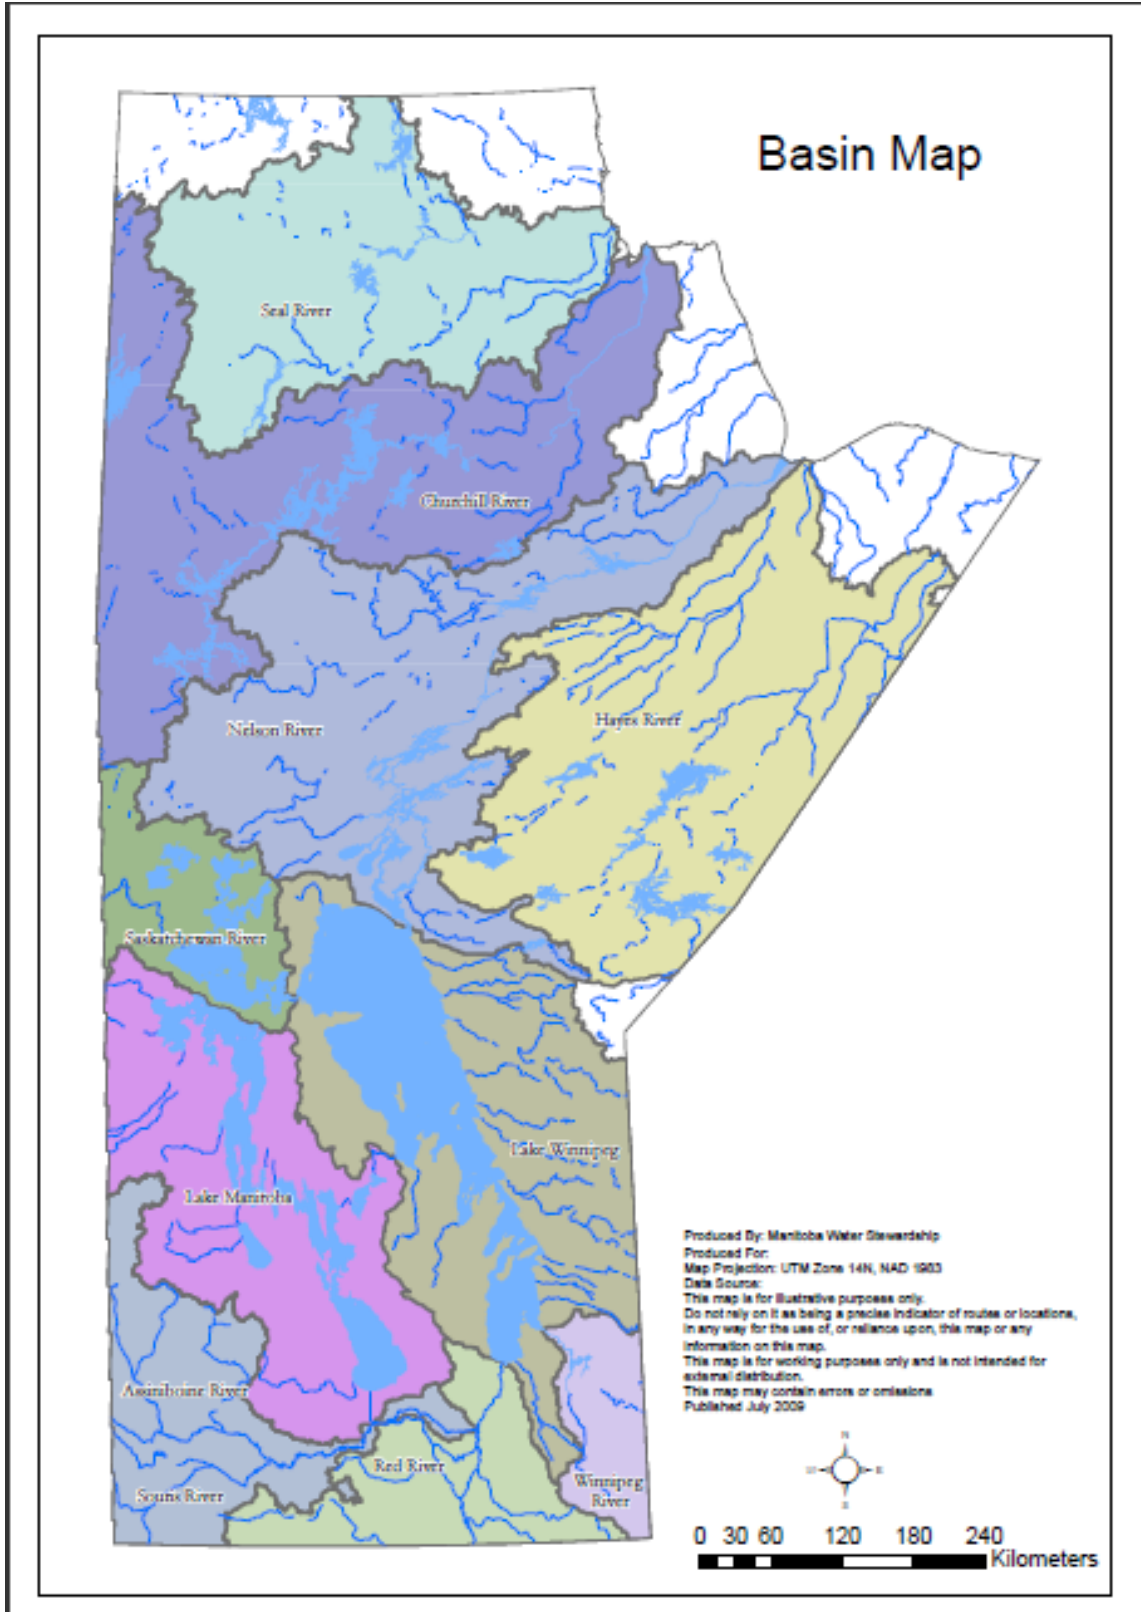 Basin Map
Seal River
Churchill River
Nelson River
Hayes River
Saskatchewan River
Lake Winnipeg
Lake Manitoba
Produced By: Manitoba Water Stewardship
Produced For:
Map Projection: UTM Zone 14N, NAD 1983
Data Source:
This map is for illustrative purposes only.
Do not rely on it as being a precise indicator of routes or locations,
in any way for the use of, or reliance upon, this map or any
information on this map.
This map is for working purposes only and is not intended for
external distribution.
This map may contain errors or omissions
Published July 2009
Assiniboine River
Red River
Souris River
Winnipeg
River
N
W E
S
0 30 60 120 180 240
Kilometers